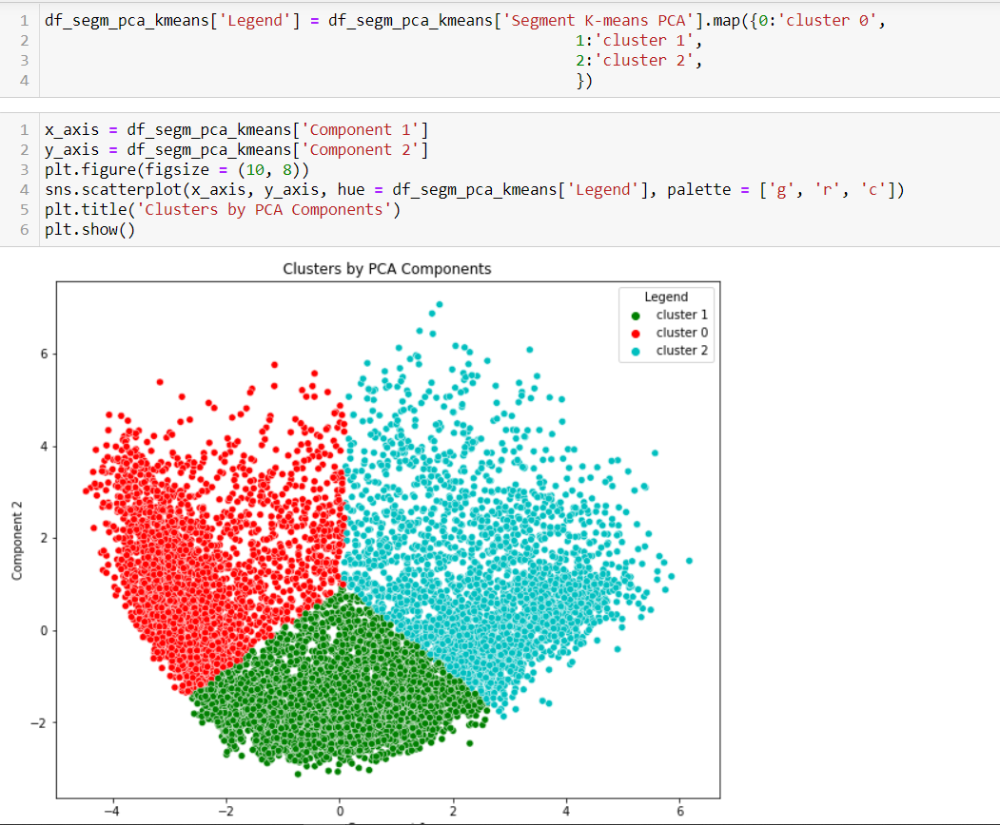 1 df_segm_pca_kmeans['Legend'] = df_segm_pca_kmeans['Segment K-means PCA'].map({0:'cluster 0',
2 1:'cluster 1',
3 2:'cluster 2',
4 })
1 x_axis = df_segm_pca_kmeans['Component 1']
2 y_axis = df_segm_pca_kmeans['Component 2']
3 plt.figure(figsize = (10, 8))
4 sns.scatterplot(x_axis, y_axis, hue = df_segm_pca_kmeans['Legend'], palette = ['g', 'r', 'c'])
5 plt.title('Clusters by PCA Components')
6 plt.show()
Clusters by PCA Components
Legend
cluster 1
cluster 0
cluster 2
6
4
2
0
−2
Component 2
−4 −2 0 2 4 6